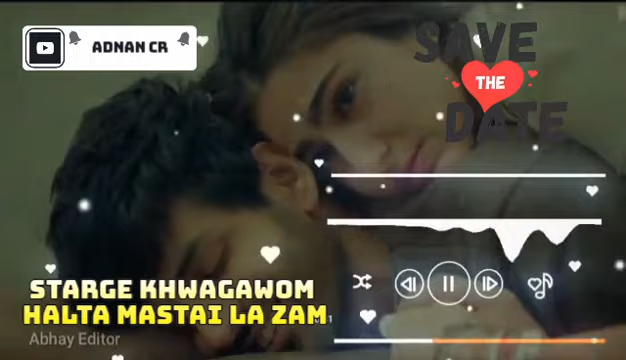 ADNAN CR
SAVE
THE
DATE
STARGE KHWAGAWOM
HALTA MASTAI LA ZAM
Abhay Editor